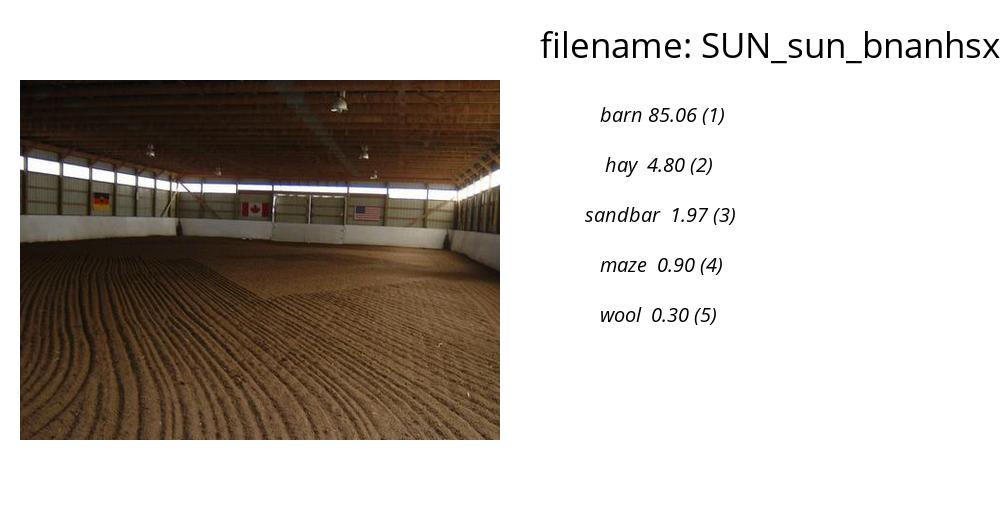 filename: SUN_sun_bnanhsx
barn 85.06 (1)
hay 4.80 (2)
sandbar 1.97 (3)
maze 0.90 (4)
wool 0.30 (5)